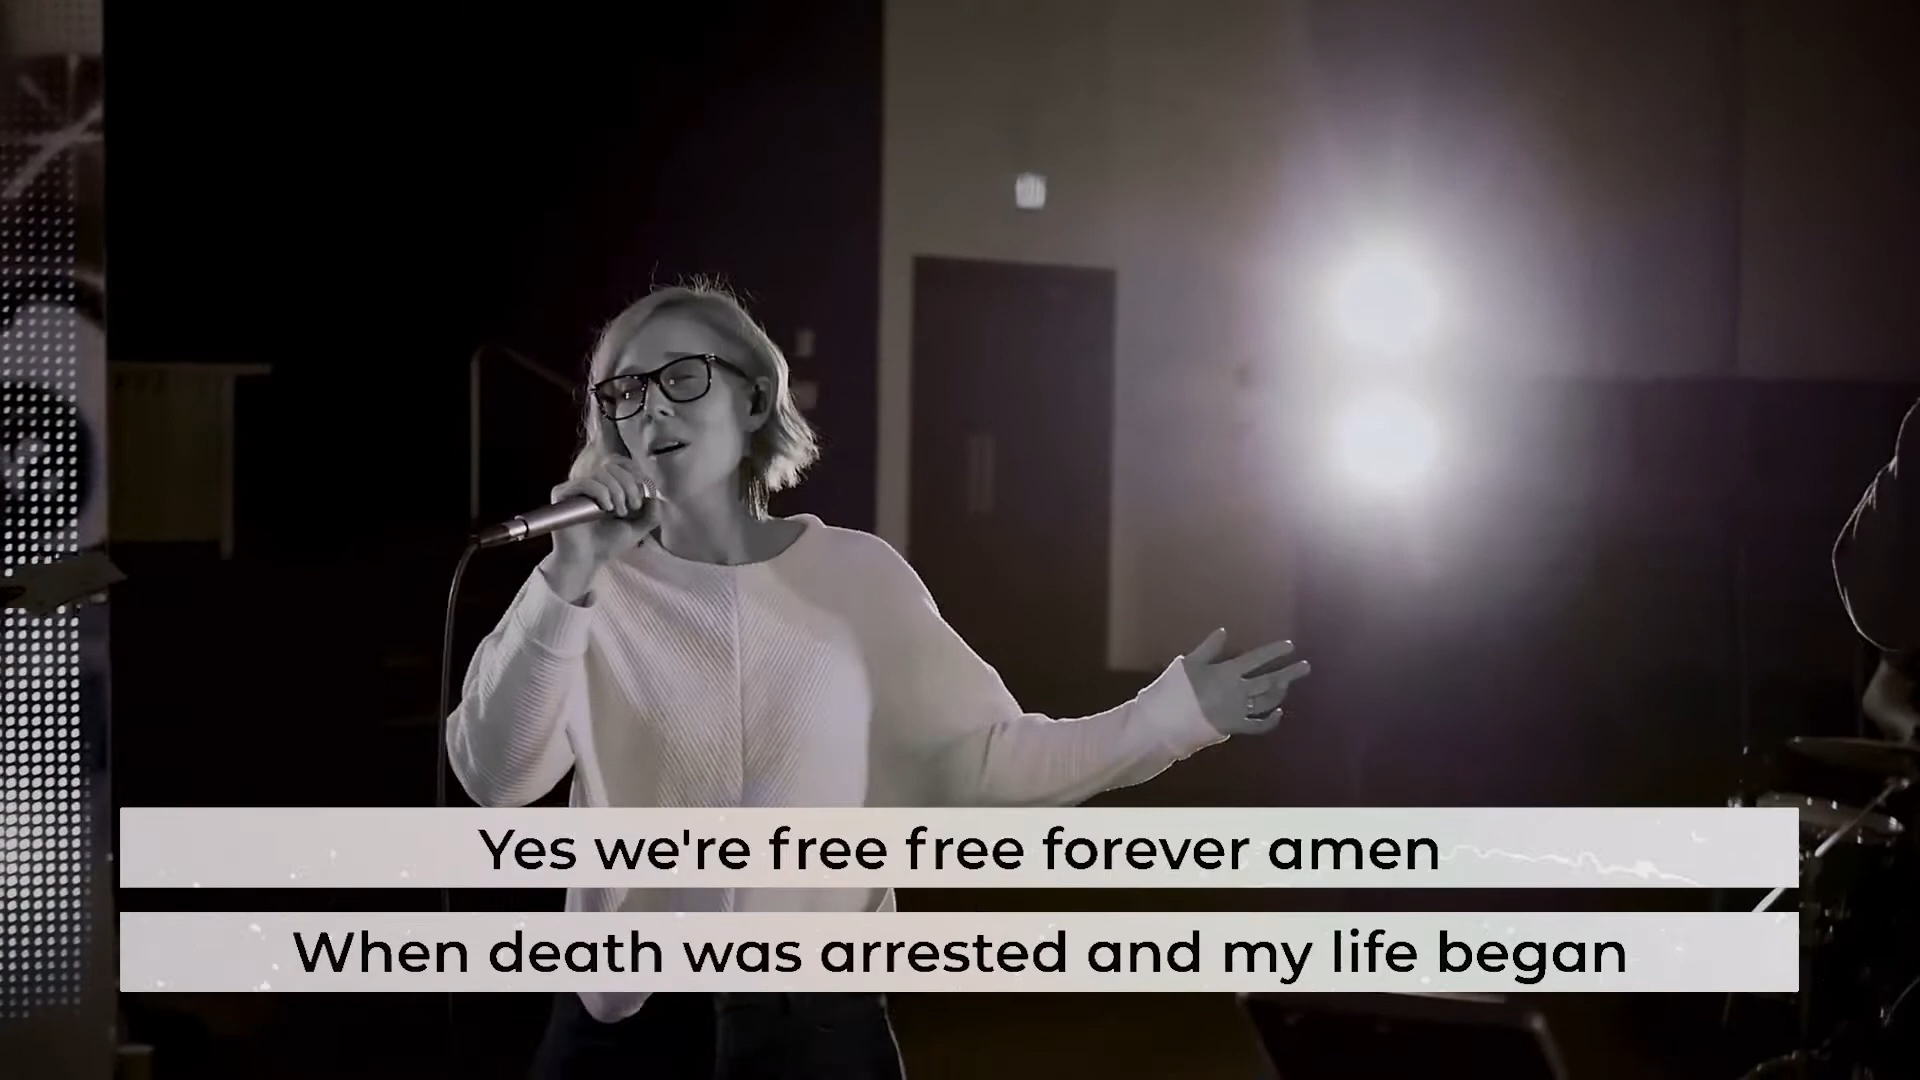 Yes we're free free forever amen
When death was arrested and my life began